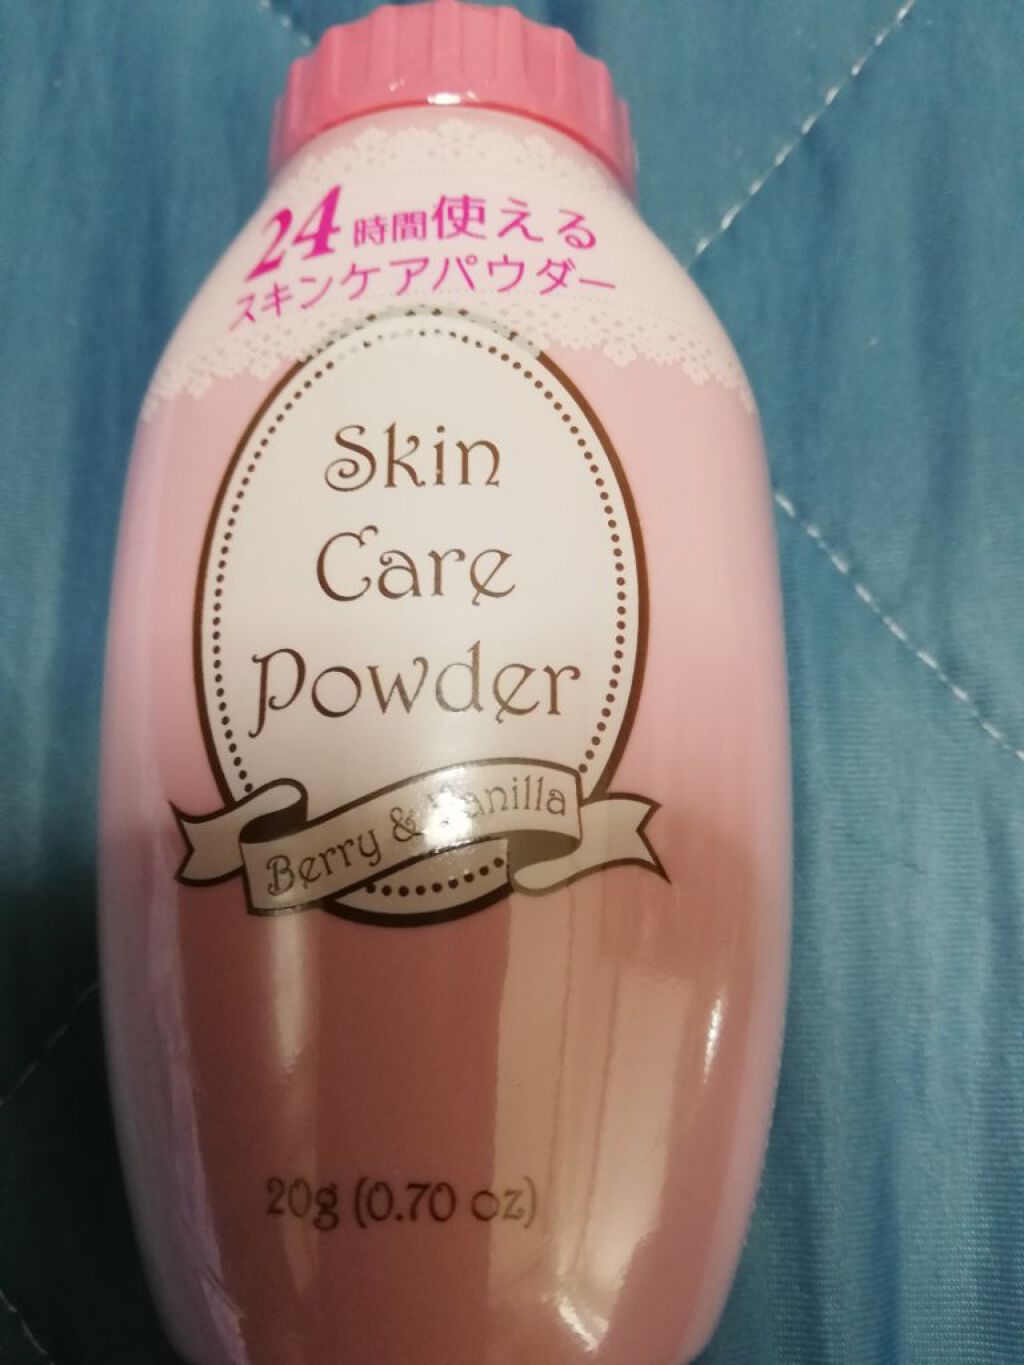 24時間使える
スキンケアパウダー
Skin
Care
Powder
Berry & Vanilla
20g (0.70 oz)